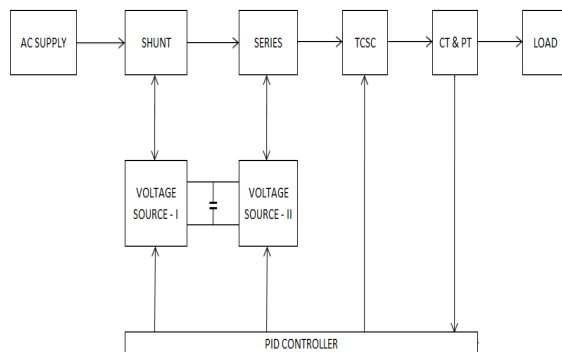 AC SUPPLY
SHUNT
SERIES
TCSC
CT & PT
LOAD
VOLTAGE
SOURCE - I
VOLTAGE
SOURCE - II
PID CONTROLLER